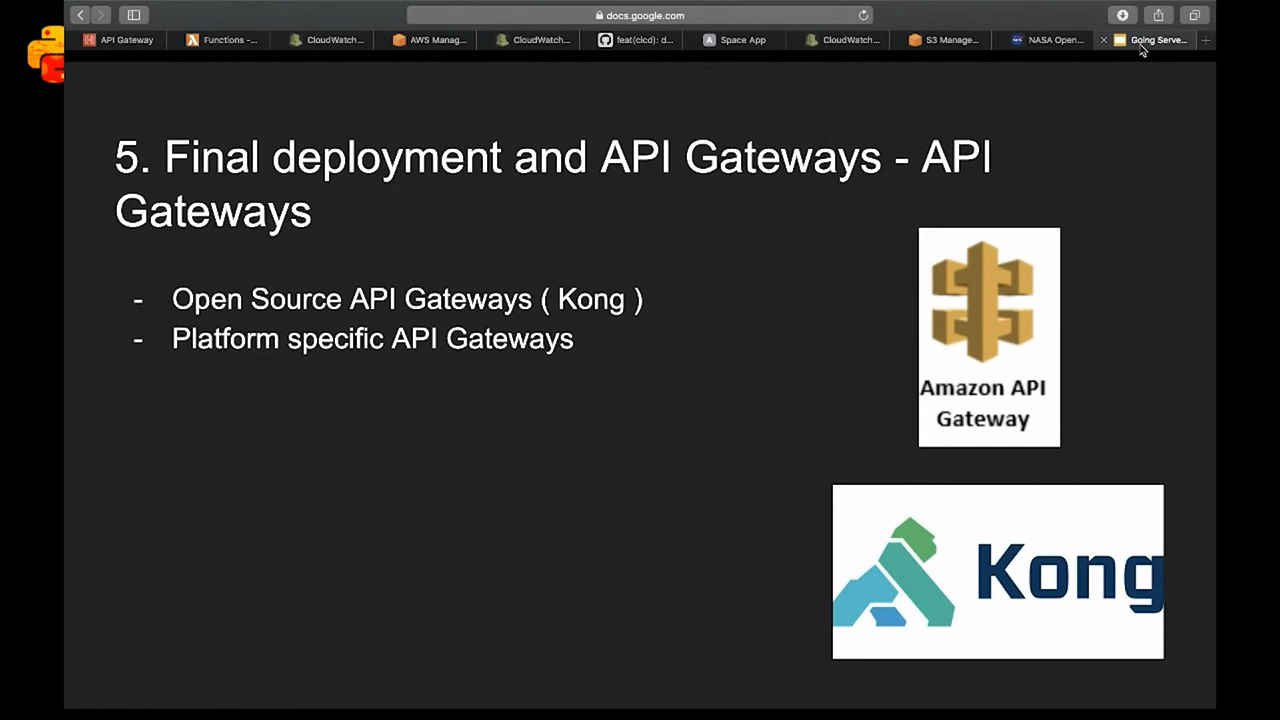 docs.google.com
API Gateway
Functions -...
CloudWatch...
AWS Manag...
CloudWatch...
feat(cicd): d...
Space App
CloudWatch...
S3 Manage...
NASA Open...
Going Serve...
5. Final deployment and API Gateways - API
Gateways
- Open Source API Gateways ( Kong )
- Platform specific API Gateways
Amazon API
Gateway
Kong